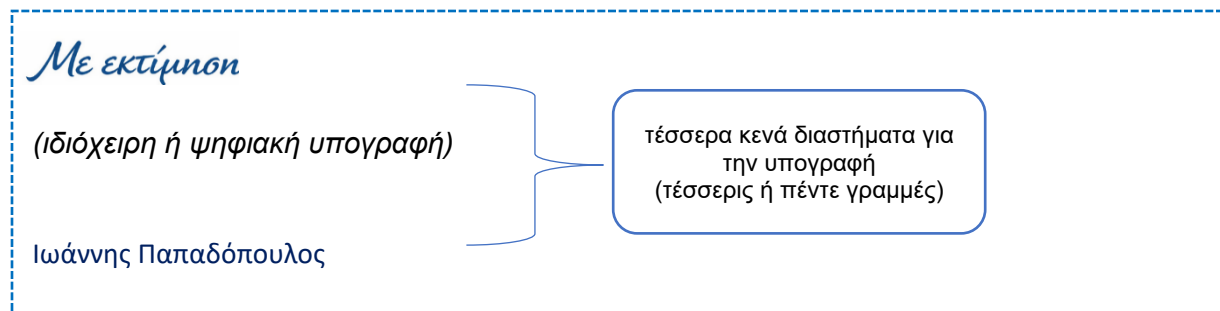 Με εκτίμηση
(ιδιόχειρη ή ψηφιακή υπογραφή)
τέσσερα κενά διαστήματα για
την υπογραφή
(τέσσερις ή πέντε γραμμές)
Ιωάννης Παπαδόπουλος